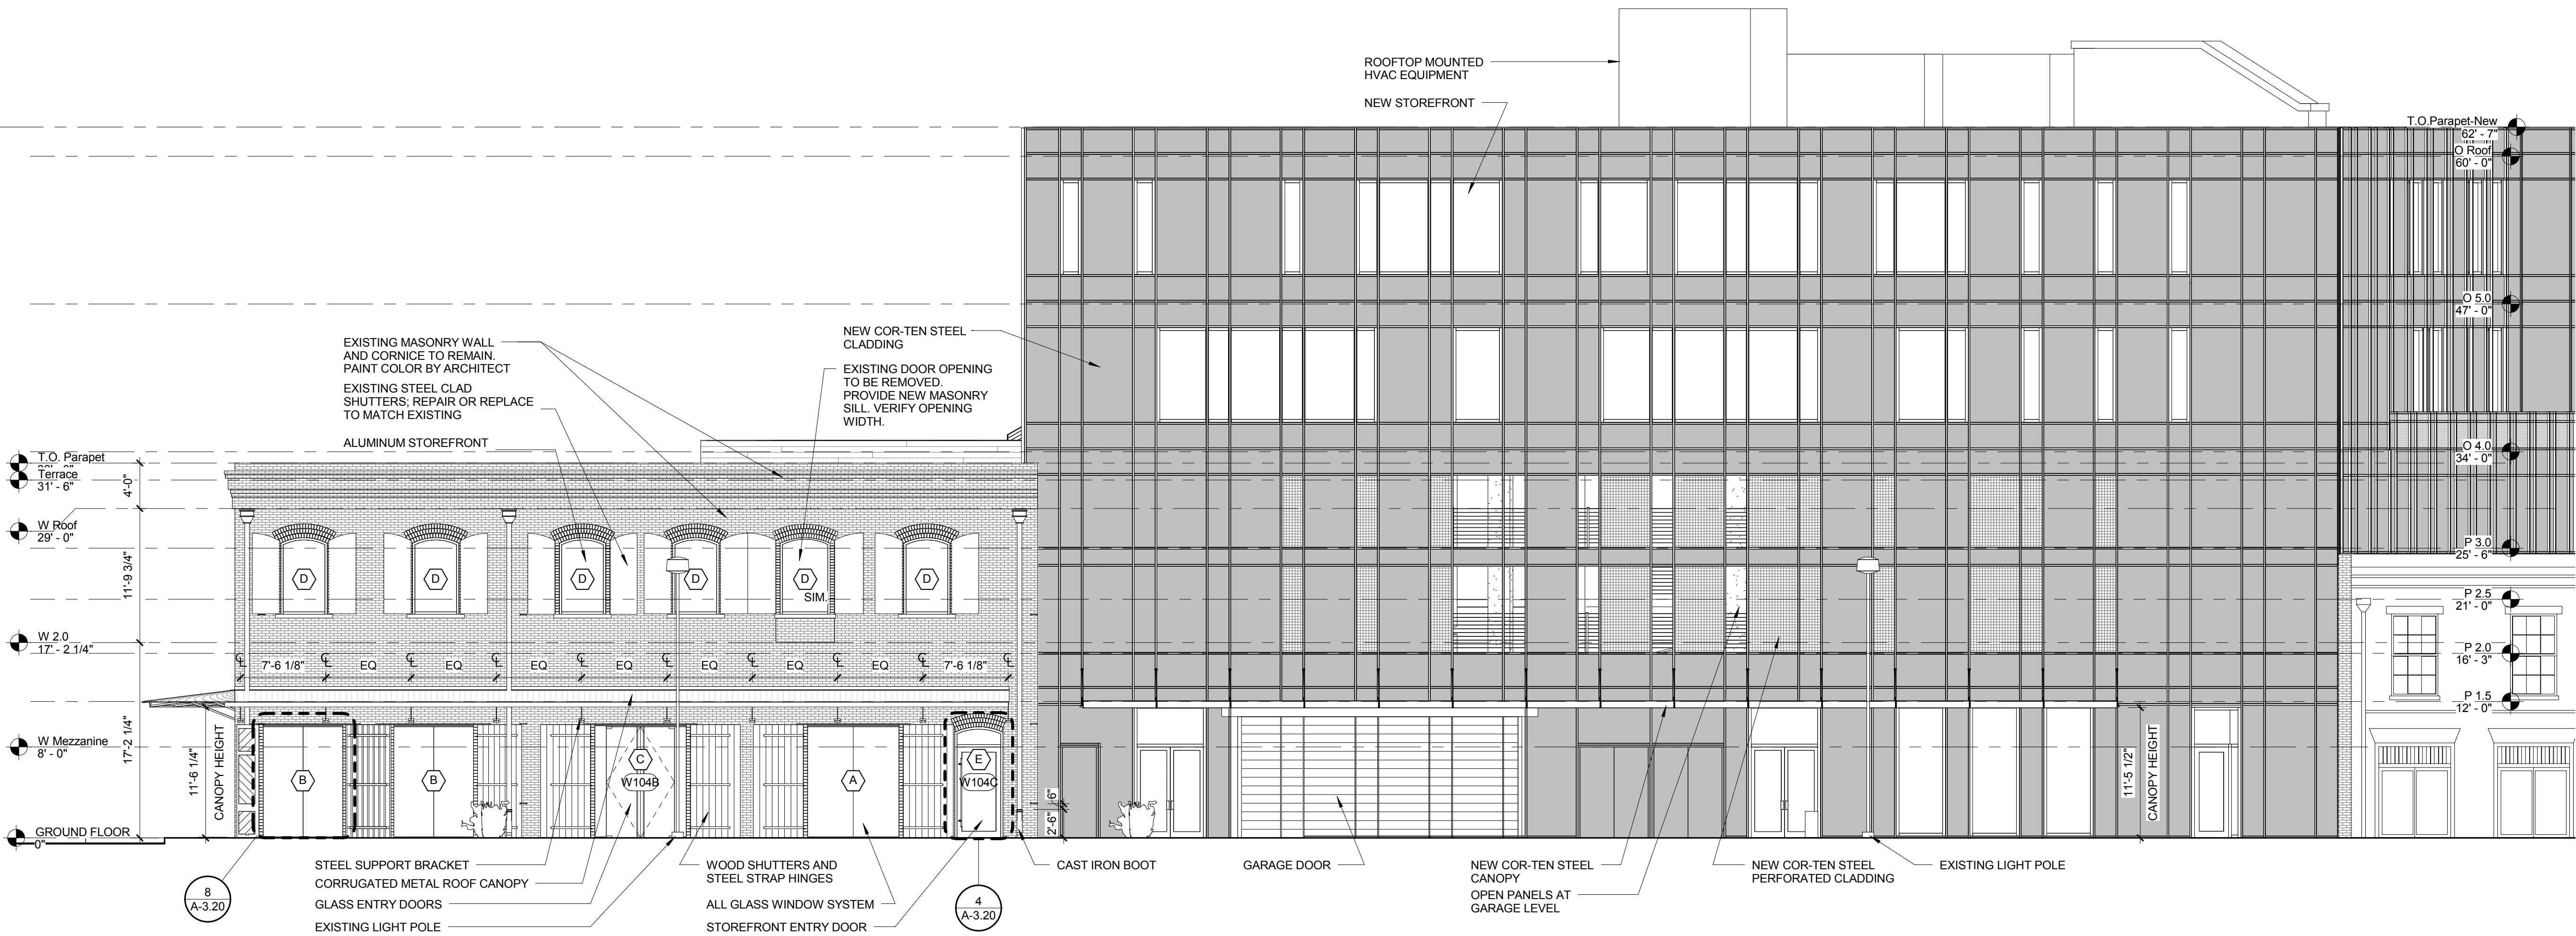 ROOFTOP MOUNTED
HVAC EQUIPMENT
NEW STOREFRONT
T.O.Parapet-New
62' - 7"
O Roof
60' - 0"
O 5.0
47' - 0"
O 4.0
34' - 0"
P 3.0
25' - 6"
P 2.5
21' - 0"
P 2.0
16' - 3"
P 1.5
12' - 0"
NEW COR-TEN STEEL
CLADDING
EXISTING DOOR OPENING
TO BE REMOVED.
PROVIDE NEW MASONRY
SILL. VERIFY OPENING
WIDTH.
EXISTING MASONRY WALL
AND CORNICE TO REMAIN.
PAINT COLOR BY ARCHITECT
EXISTING STEEL CLAD
SHUTTERS; REPAIR OR REPLACE
TO MATCH EXISTING
ALUMINUM STOREFRONT
T.O. Parapet
Terrace
31' - 6"
W Roof
29' - 0"
W 2.0
17' - 2 1/4"
W Mezzanine
8' - 0"
GROUND FLOOR
0"
4'-0"
11'-9 3/4"
17'-2 1/4"
11'-6 1/4"
CANOPY HEIGHT
D
D
D
D
D
SIM.
D
7'-6 1/8"
EQ
EQ
EQ
EQ
EQ
EQ
EQ
7'-6 1/8"
B
B
C
W104B
A
E
W104C
6"
2'-6"
11'-5 1/2"
CANOPY HEIGHT
8
A-3.20
STEEL SUPPORT BRACKET
CORRUGATED METAL ROOF CANOPY
GLASS ENTRY DOORS
EXISTING LIGHT POLE
WOOD SHUTTERS AND
STEEL STRAP HINGES
ALL GLASS WINDOW SYSTEM
STOREFRONT ENTRY DOOR
4
A-3.20
CAST IRON BOOT
GARAGE DOOR
NEW COR-TEN STEEL
CANOPY
OPEN PANELS AT
GARAGE LEVEL
NEW COR-TEN STEEL
PERFORATED CLADDING
EXISTING LIGHT POLE